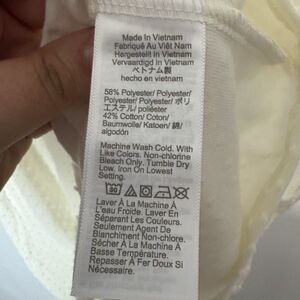 Made In Vietnam
Fabriqué Au Viêt Nam
Hergestellt In Vietnam
Vervaardigd in Vietnam
ベトナム製
hecho en vietnam
58% Polyester/ Polyester/
Polyester/ Polyester/ ポリ
エステル/ poliéster
42% Cotton/ Coton/
Baumwolle/ Katoen/ 綿/
algodón
Machine Wash Cold. With
Like Colors. Non-chlorine
Bleach Only. Tumble Dry
Low. Iron On Lowest
Setting.
30
Laver À La Machine À
L'eau Froide. Laver En
Séparant Les Couleurs.
Seulement Agent De
Blanchiment Non-chlore.
Sécher À La Machine À
Basse Température.
Repasser À Fer Doux Si
Nécessaire.